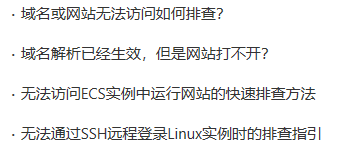 · 域名或网站无法访问如何排查？
· 域名解析已经生效，但是网站打不开？
· 无法访问ECS实例中运行网站的快速排查方法
· 无法通过SSH远程登录Linux实例时的排查指引